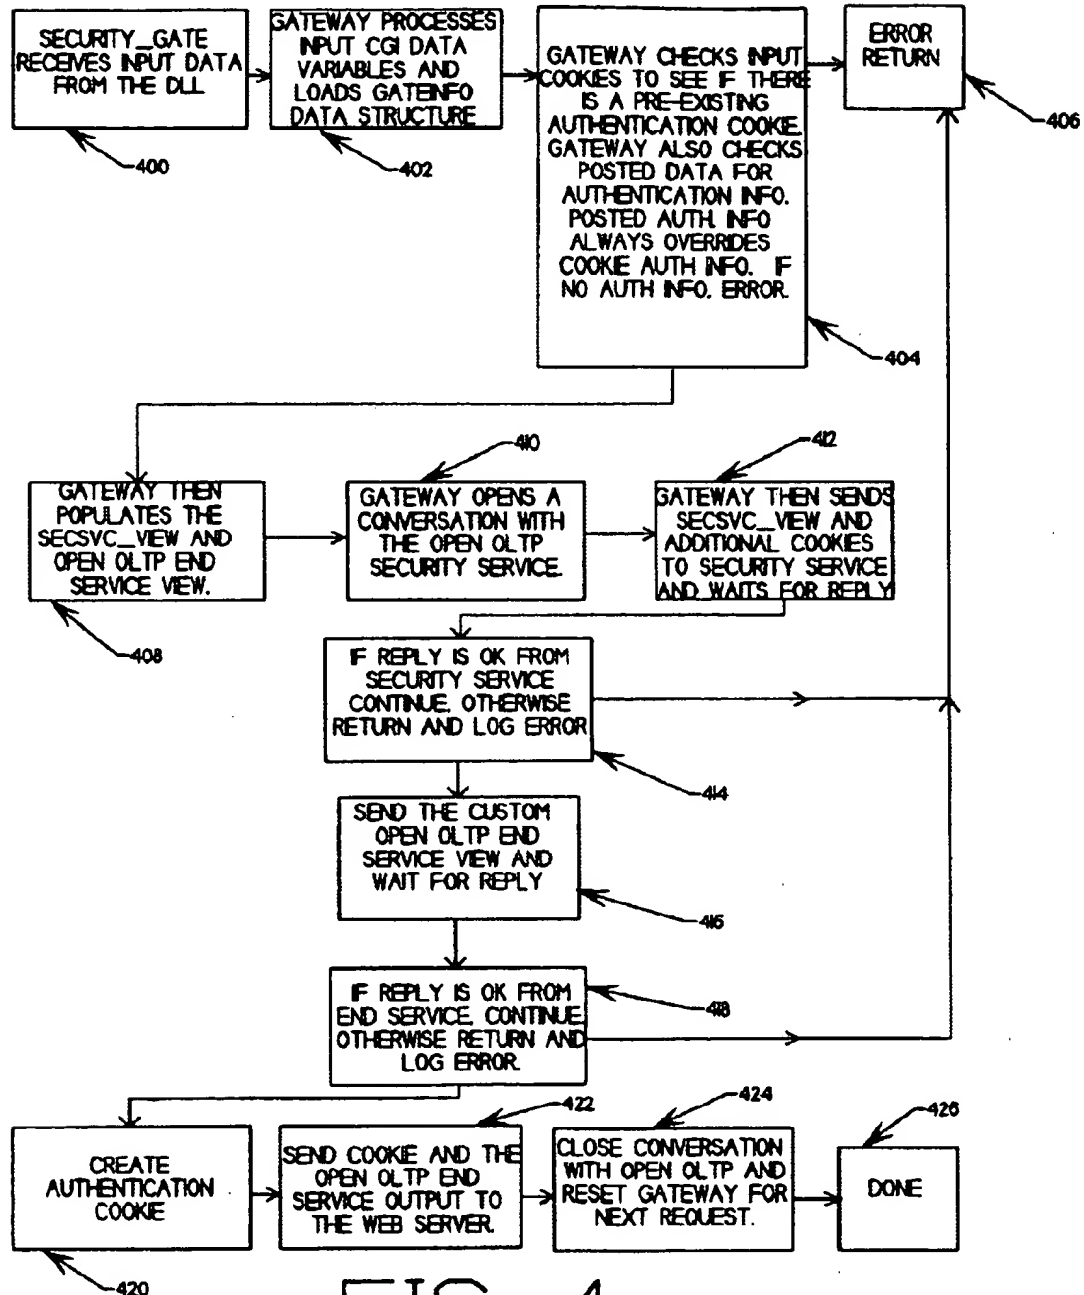 SECURITY_GATE
RECEIVES INPUT DATA
FROM THE DLL
400
GATEWAY PROCESSES
INPUT CGI DATA
VARIABLES AND
LOADS GATEINFO
DATA STRUCTURE
402
GATEWAY CHECKS INPUT
COOKIES TO SEE IF THERE
IS A PRE-EXISTING
AUTHENTICATION COOKIE.
GATEWAY ALSO CHECKS
POSTED DATA FOR
AUTHENTICATION INFO.
POSTED AUTH. INFO
ALWAYS OVERRIDES
COOKIE AUTH INFO. IF
NO AUTH INFO. ERROR.
404
ERROR
RETURN
406
GATEWAY THEN
POPULATES THE
SECSVC_VIEW AND
OPEN OLTP END
SERVICE VIEW.
408
GATEWAY OPENS A
CONVERSATION WITH
THE OPEN OLTP
SECURITY SERVICE.
410
GATEWAY THEN SENDS
SECSVC_VIEW AND
ADDITIONAL COOKIES
TO SECURITY SERVICE
AND WAITS FOR REPLY
412
IF REPLY IS OK FROM
SECURITY SERVICE
CONTINUE. OTHERWISE
RETURN AND LOG ERROR
414
SEND THE CUSTOM
OPEN OLTP END
SERVICE VIEW AND
WAIT FOR REPLY
416
IF REPLY IS OK FROM
END SERVICE, CONTINUE.
OTHERWISE RETURN AND
LOG ERROR.
418
CREATE
AUTHENTICATION
COOKIE
420
SEND COOKIE AND THE
OPEN OLTP END
SERVICE OUTPUT TO
THE WEB SERVER.
422
CLOSE CONVERSATION
WITH OPEN OLTP AND
RESET GATEWAY FOR
NEXT REQUEST.
424
DONE
426
FIG. 4